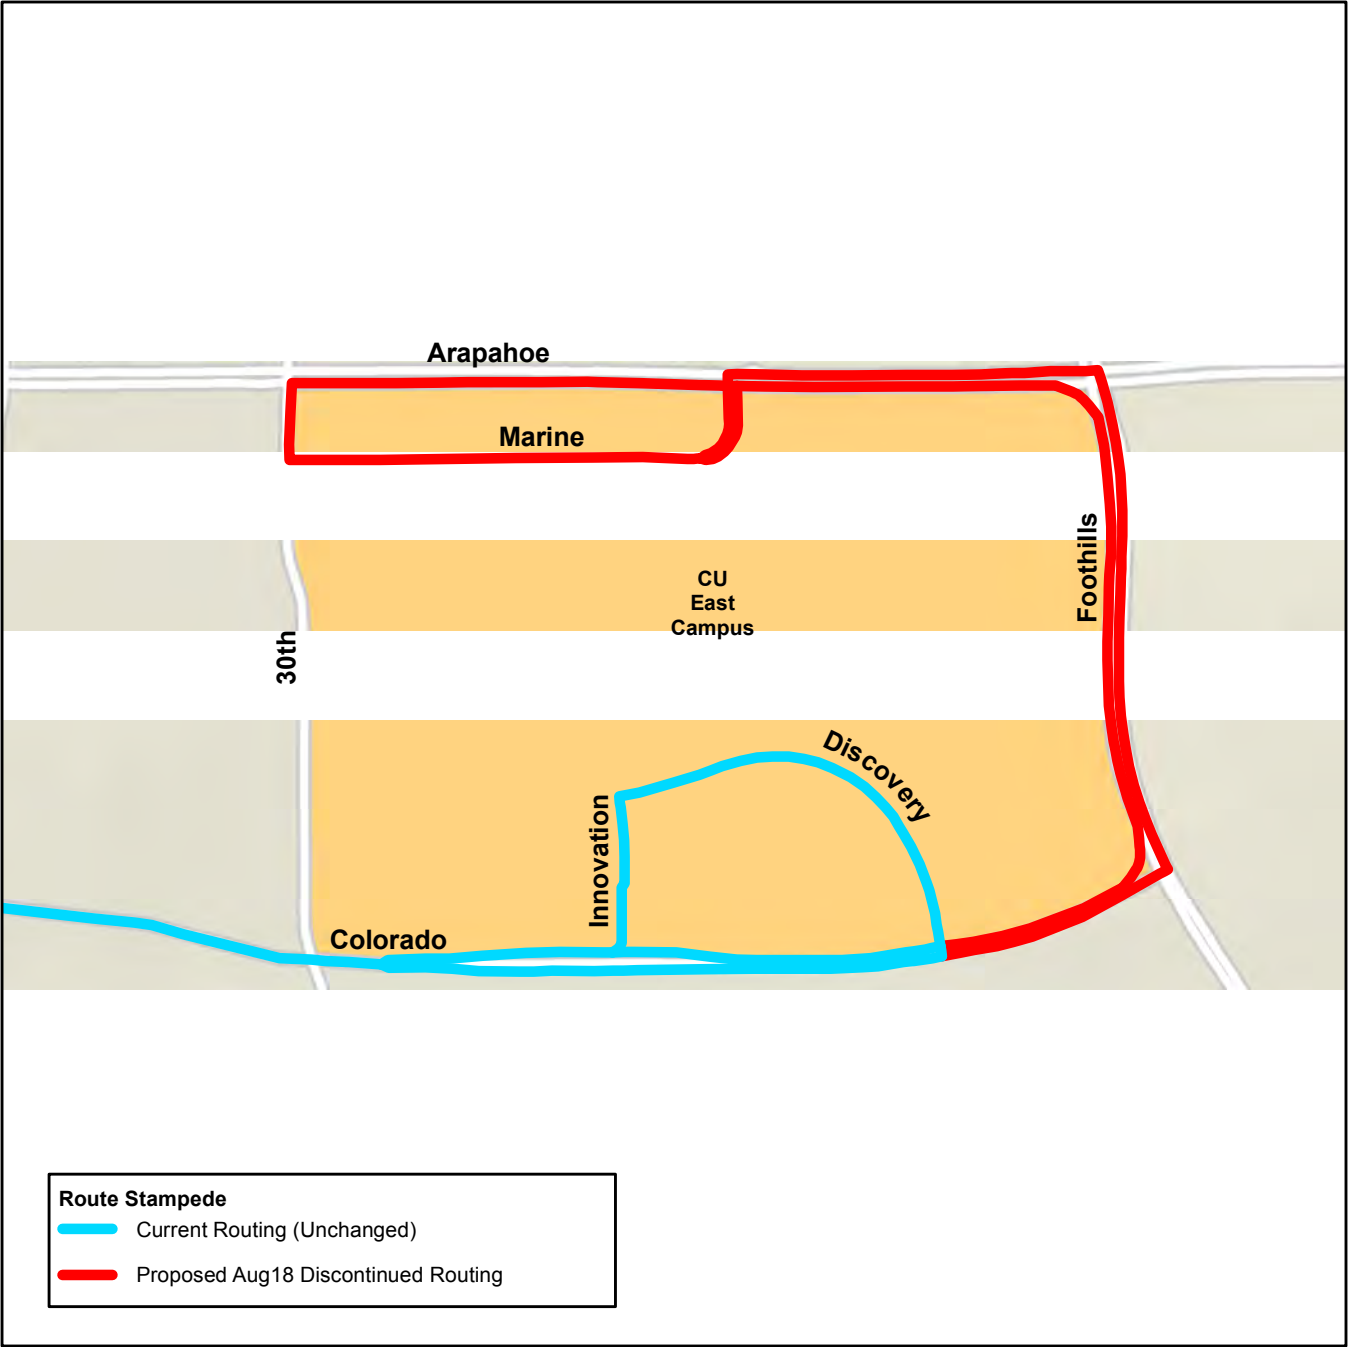 Arapahoe
Marine
Foothills
CU
East
Campus
30th
Discovery
Innovation
Colorado
Route Stampede
Current Routing (Unchanged)
Proposed Aug18 Discontinued Routing